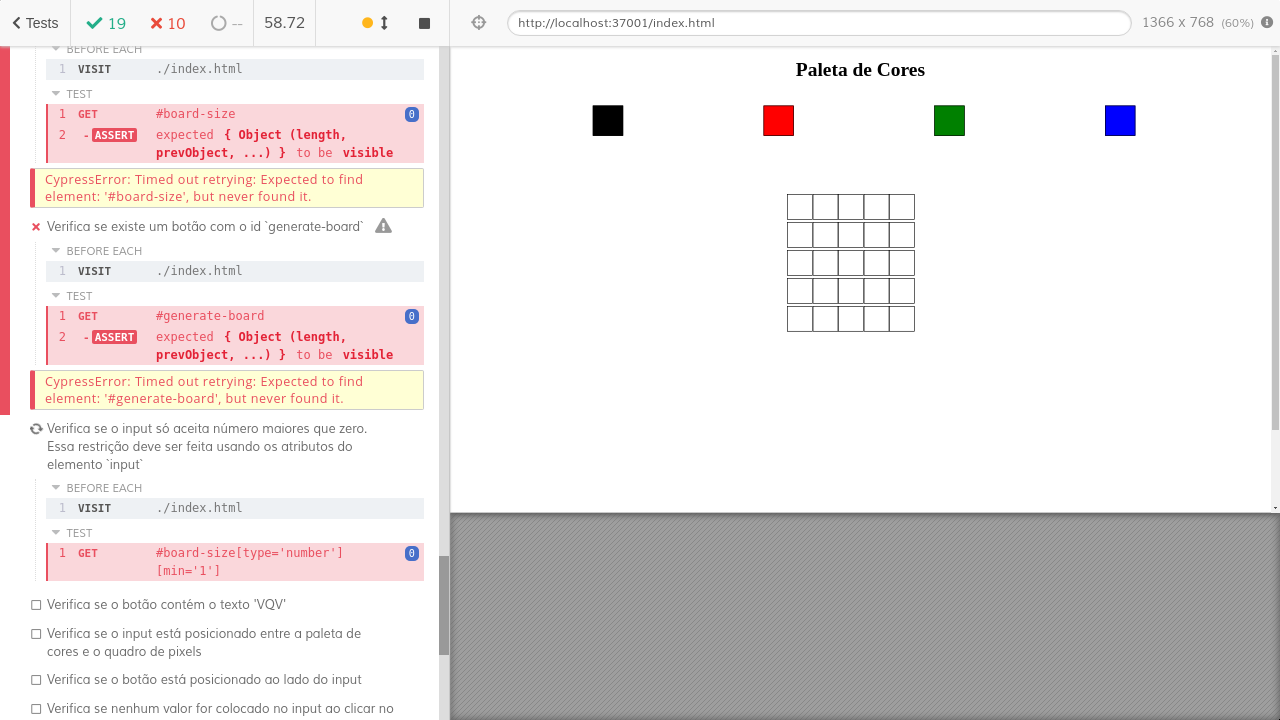 Tests 19 10 -- 58.72
http://localhost:37001/index.html 1366 x 768 (60%)
BEFORE EACH
1 VISIT ./index.html
TEST
1 GET #board-size 0
2 -ASSERT expected { Object (length,
prevObject, ...) } to be visible
CypressError: Timed out retrying: Expected to find
element: '#board-size', but never found it.
Verifica se existe um botão com o id `generate-board`
BEFORE EACH
1 VISIT ./index.html
TEST
1 GET #generate-board 0
2 -ASSERT expected { Object (length,
prevObject, ...) } to be visible
CypressError: Timed out retrying: Expected to find
element: '#generate-board', but never found it.
Verifica se o input só aceita número maiores que zero.
Essa restrição deve ser feita usando os atributos do
elemento `input`
BEFORE EACH
1 VISIT ./index.html
TEST
1 GET #board-size[type='number'] 0
[min='1']
Verifica se o botão contém o texto 'VQV'
Verifica se o input está posicionado entre a paleta de
cores e o quadro de pixels
Verifica se o botão está posicionado ao lado do input
Verifica se nenhum valor for colocado no input ao clicar no
Paleta de Cores